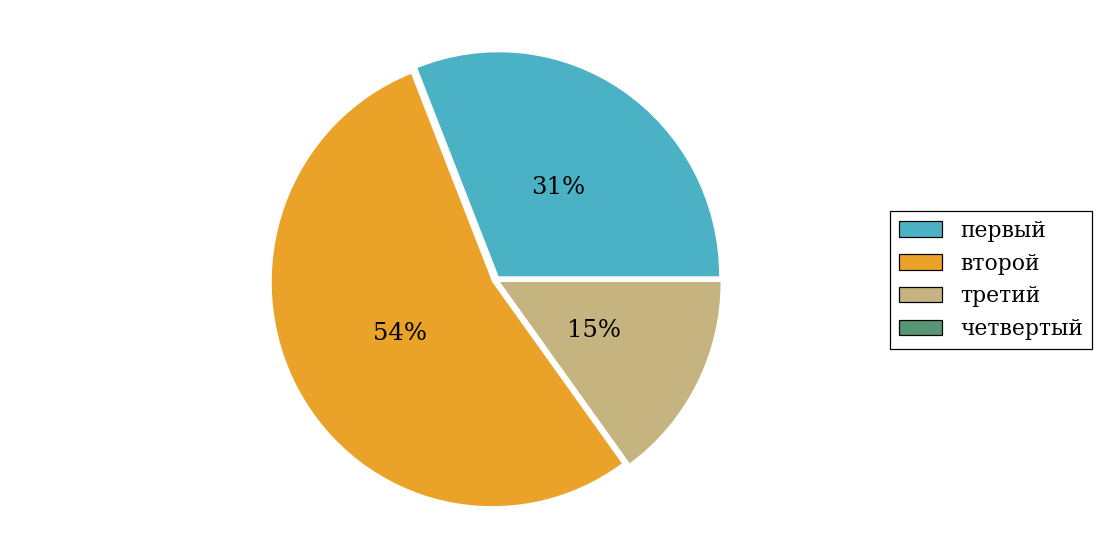 31%
54%
15%
первый
второй
третий
четвертый